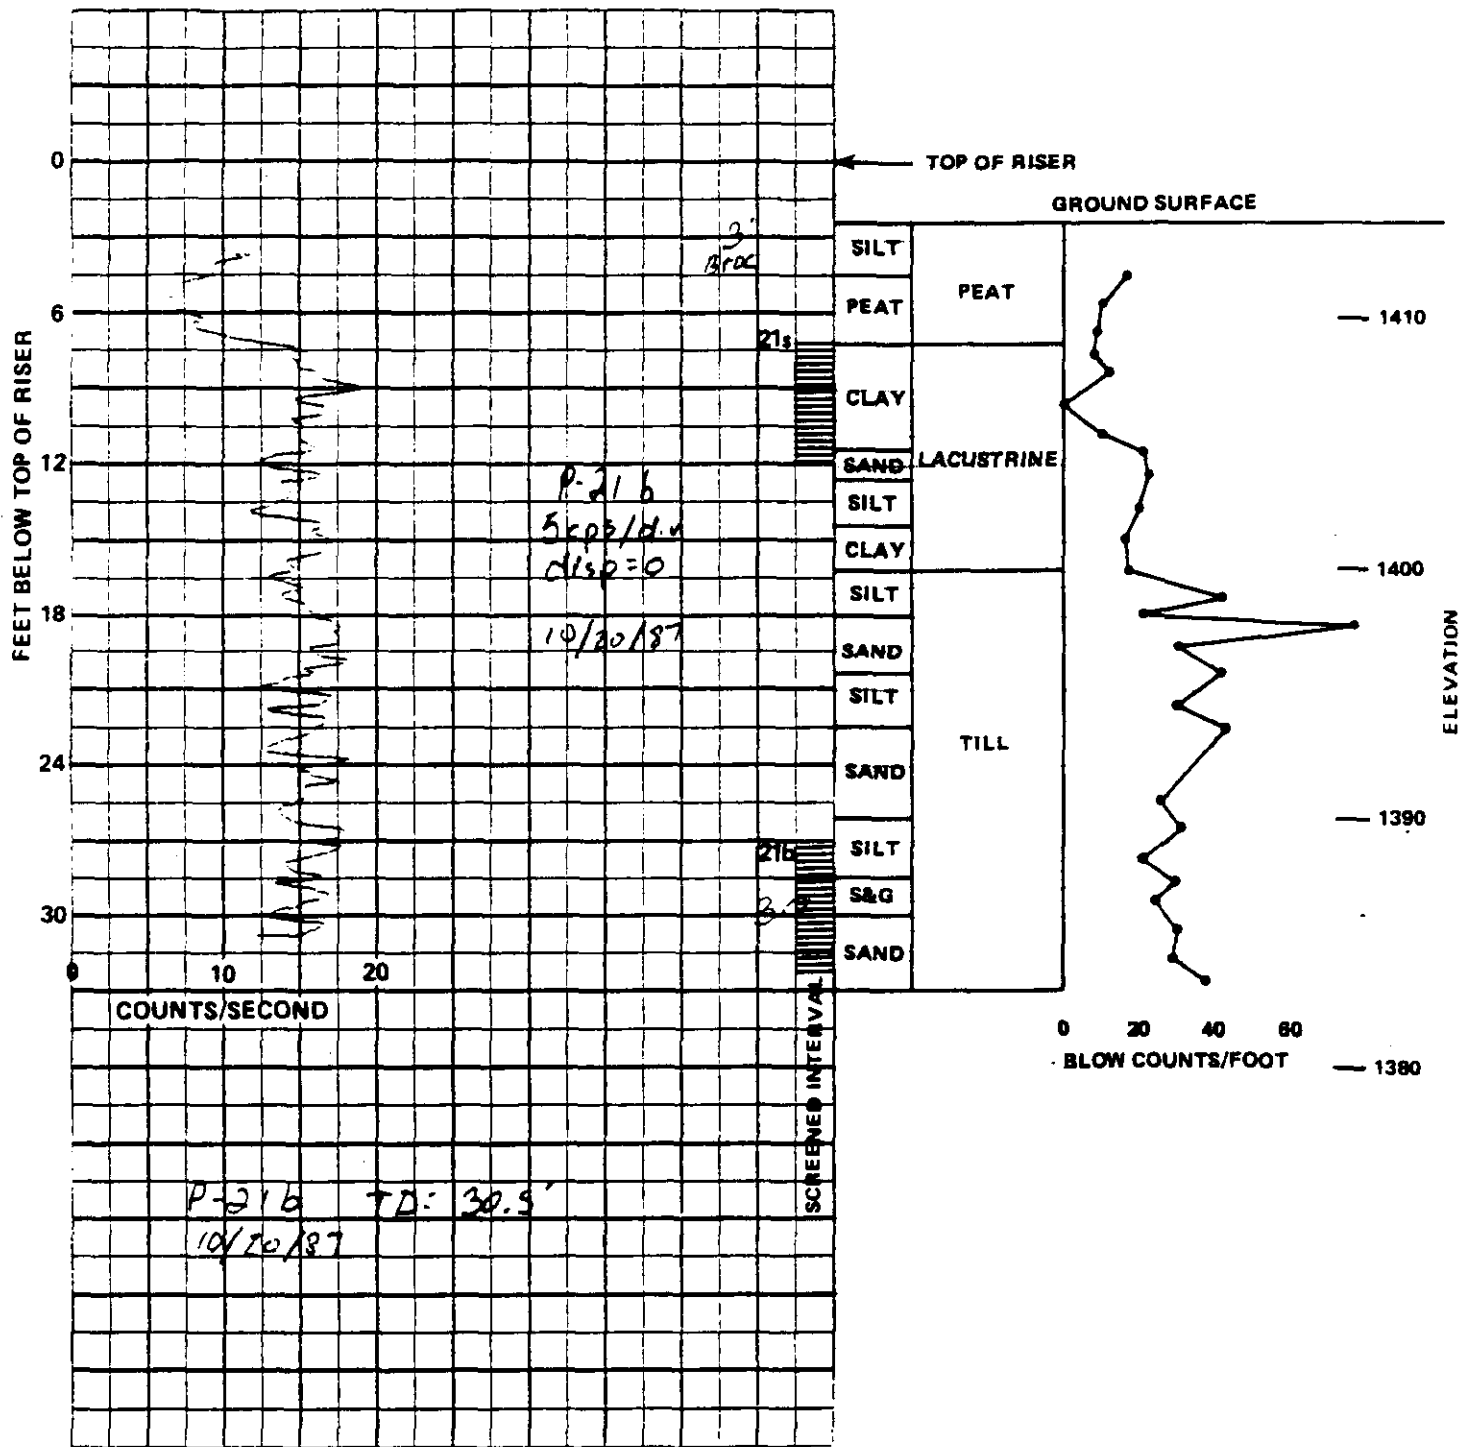 0
TOP OF RISER
GROUND SURFACE
3'
SILT
PEAT
PEAT
6
1410
21s
FEET BELOW TOP OF RISER
CLAY
12
SAND
LACUSTRINE
P-21b
5cps/div
disp=0
10/20/87
SILT
CLAY
1400
SILT
18
SAND
SILT
ELEVATION
TILL
24
SAND
1390
21b
SILT
S&G
30
SAND
0
10
20
COUNTS/SECOND
SCREENED INTERVAL
0
20
40
60
BLOW COUNTS/FOOT
1380
P-21b TD: 30.5'
10/20/87